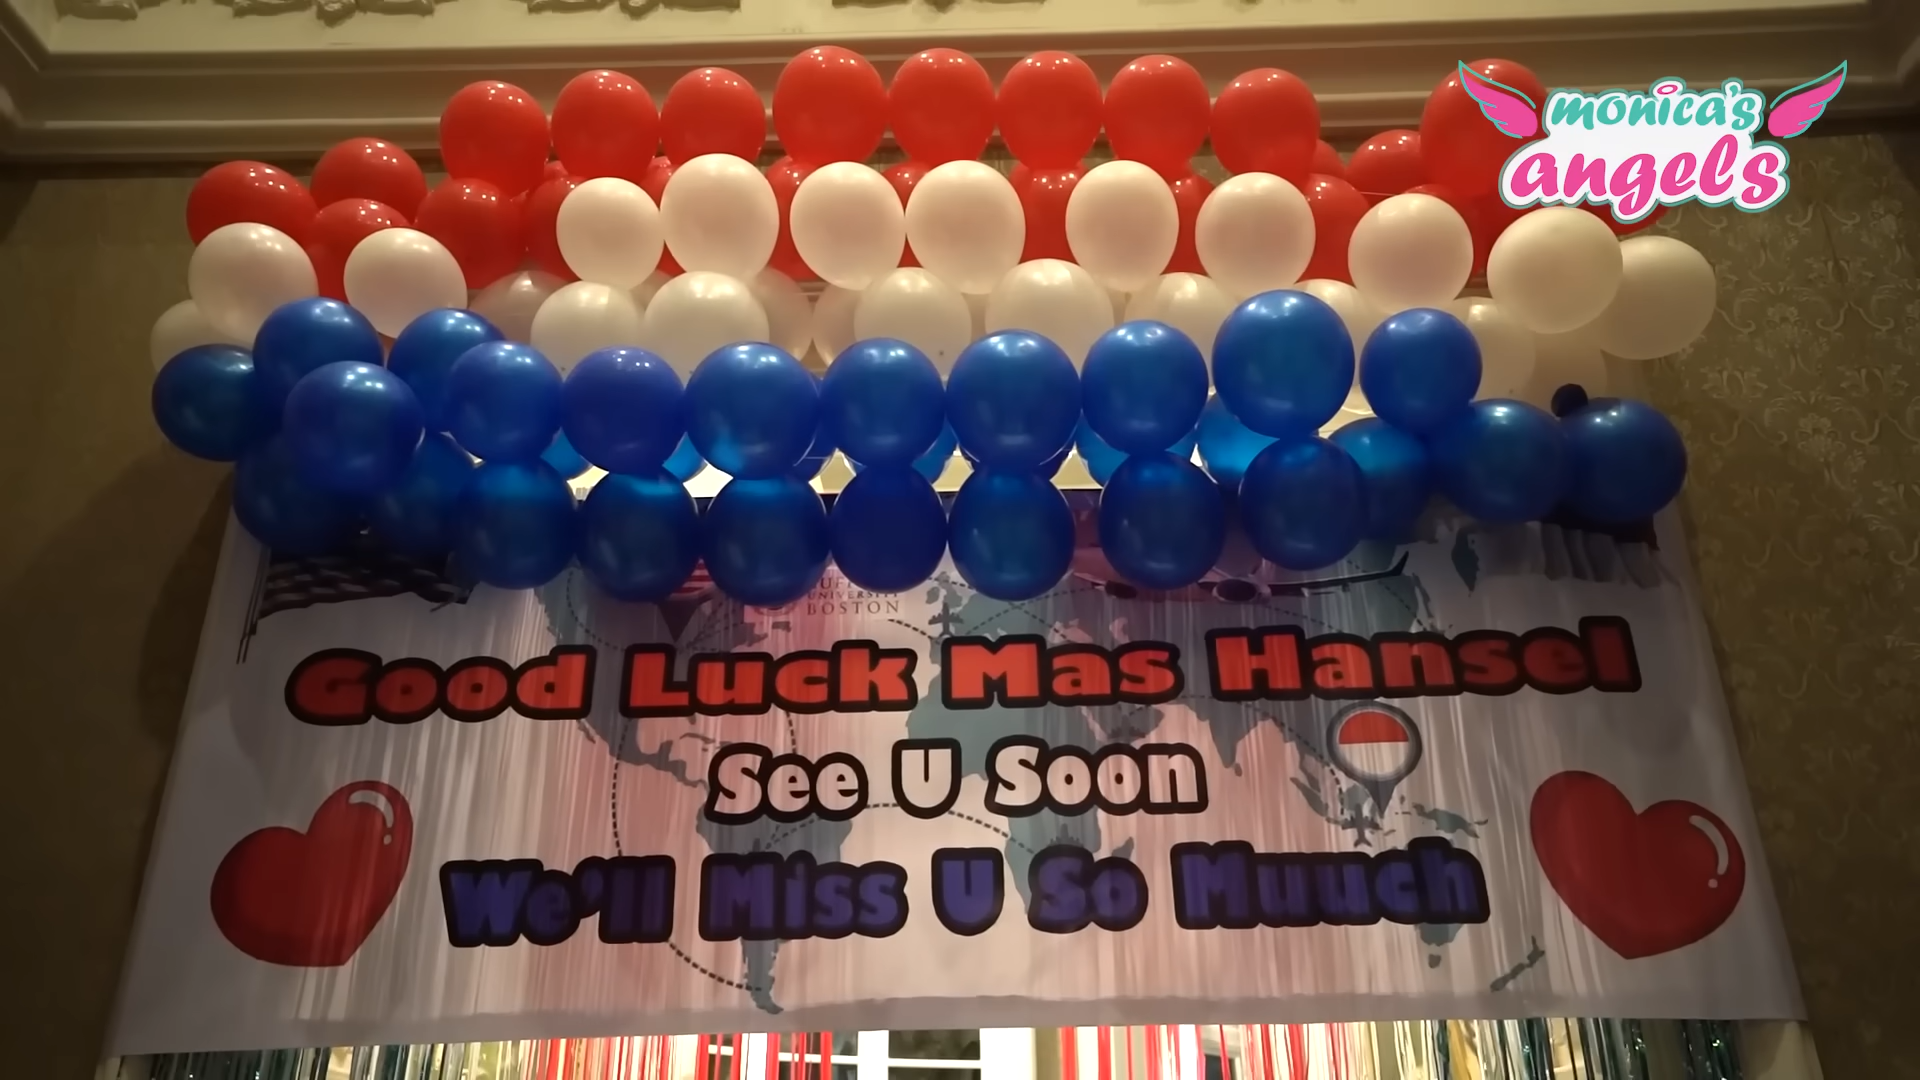 monica's
angels
UNIVERSITY
BOSTON
Good Luck Mas Hansel
See U Soon
We'll Miss U So Muuch